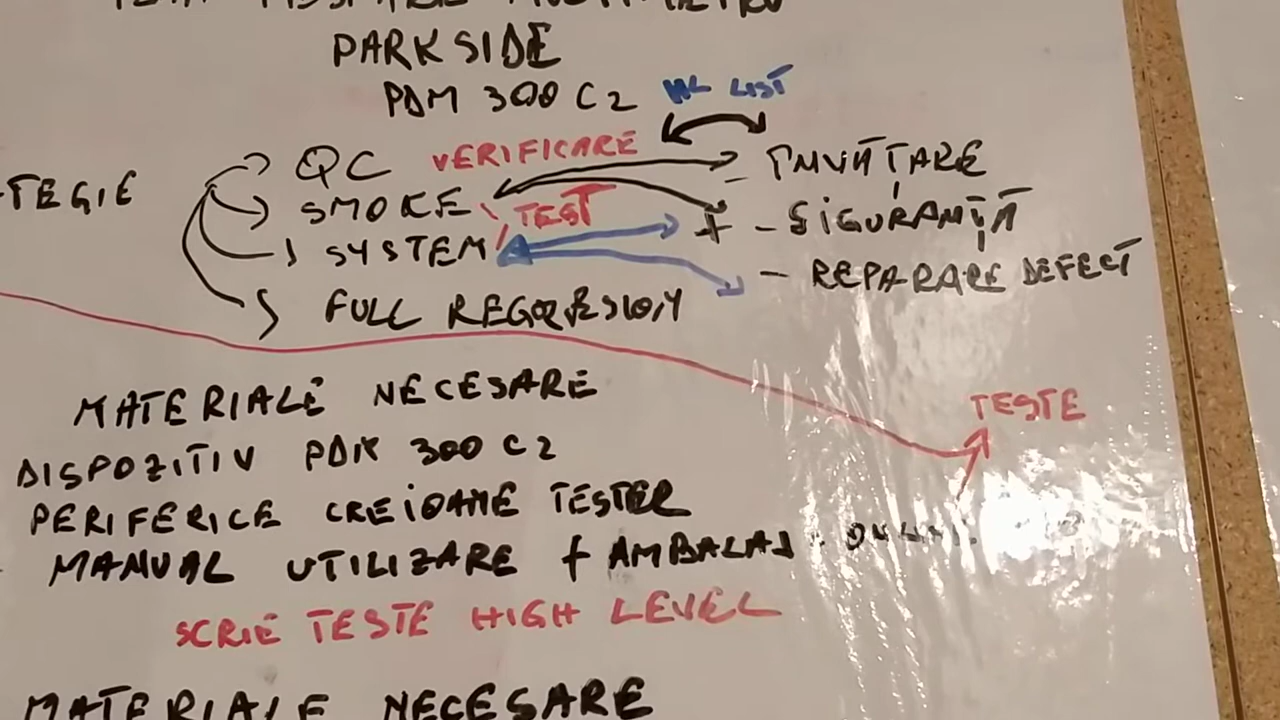 PARKSIDE
PDM 300 C2 HL LIST
QC VERIFICARE - ÎNVĂȚARE
SMOKE TEST + - SIGURANȚĂ
TEGIE
SYSTEM - REPARARE DEFECT
FULL REGRESSION
TESTE
MATERIALE NECESARE
DISPOZITIV PDM 300 C2
PERIFERICE CREIOANE TESTER
MANUAL UTILIZARE + AMBALAJ
SCRIE TESTE HIGH LEVEL
MATERIALE NECESARE